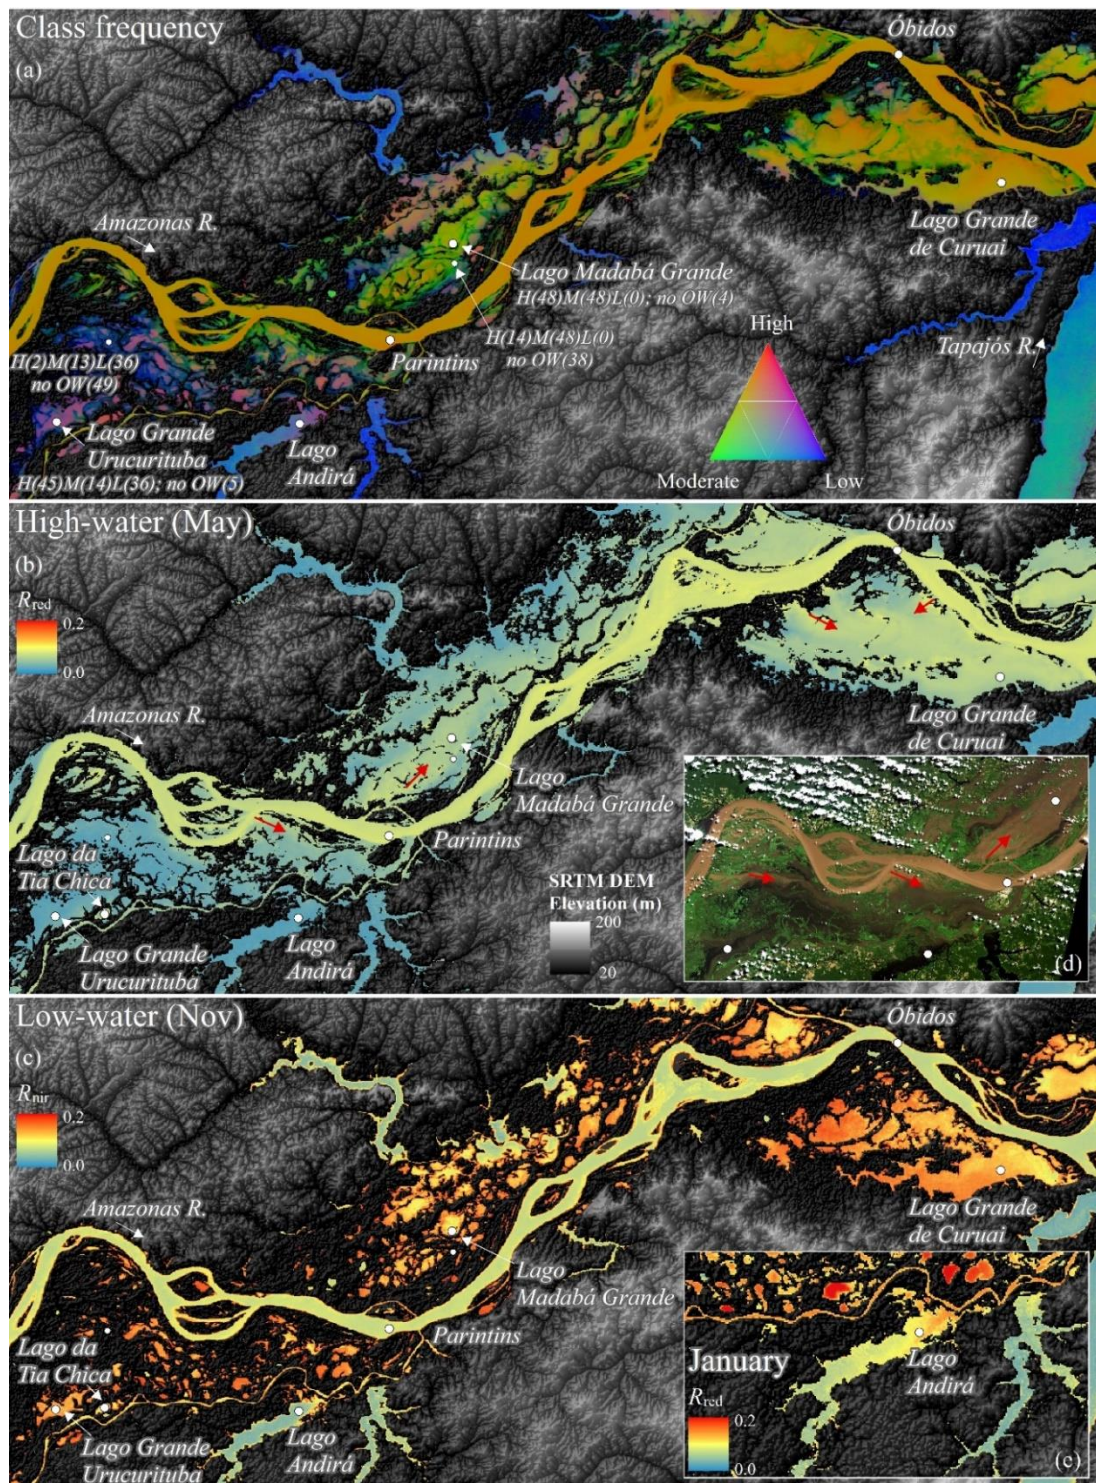 Class frequency
(a)
Óbidos
Amazonas R.
Lago Grande
de Curuai
Lago Madabá Grande
H(48)M(48)L(0); no OW(4)
H(14)M(48)L(0)
no OW(38)
Parintins
High
Tapajós R.
H(2)M(13)L(36)
no OW(49)
Lago Grande
Urucurituba
H(45)M(14)L(36); no OW(5)
Lago
Andirá
Moderate
Low
High-water (May)
(b)
Óbidos
Rred
0.2
0.0
Amazonas R.
Lago Grande
de Curuai
Lago
Madabá Grande
Parintins
Lago da
Tia Chica
SRTM DEM
Elevation (m)
200
20
Lago Grande
Urucurituba
Lago
Andirá
(d)
Low-water (Nov)
(c)
Óbidos
Rnir
0.2
0.0
Amazonas R.
Lago Grande
de Curuai
Lago
Madabá Grande
Parintins
Lago da
Tia Chica
Lago Grande
Urucurituba
Lago
Andirá
January
Lago
Andirá
Rred
0.2
0.0
(e)